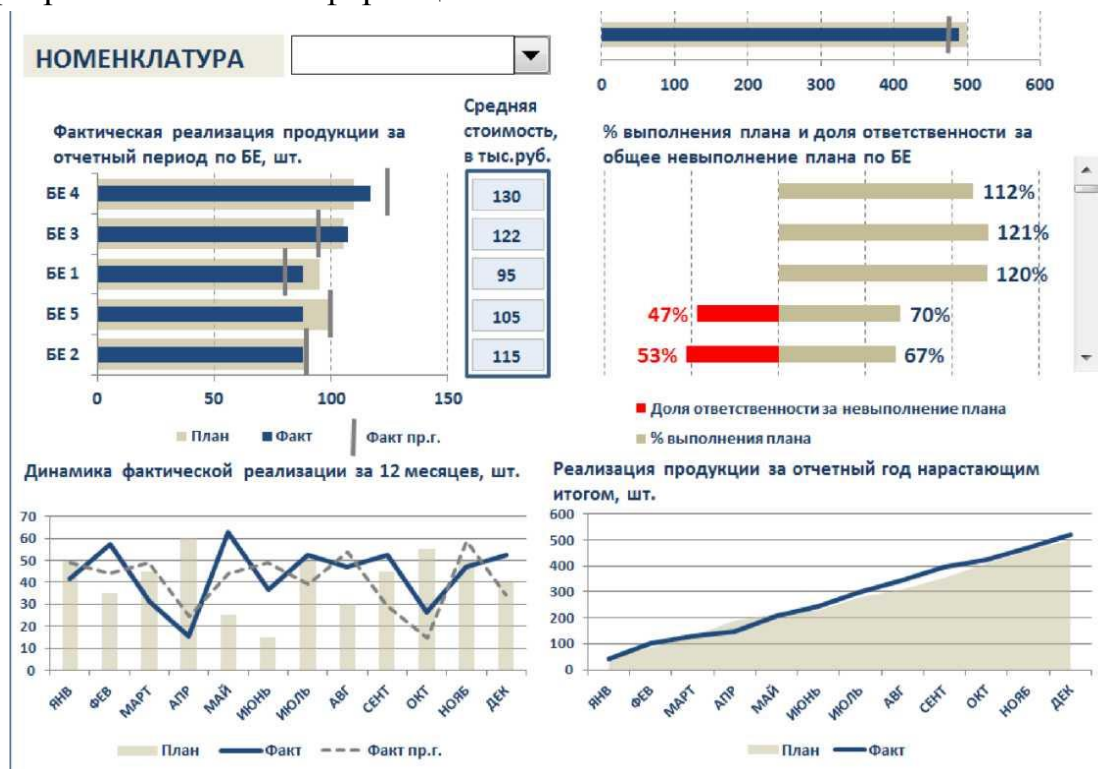 НОМЕНКЛАТУРА
0 100 200 300 400 500 600
Фактическая реализация продукции за
отчетный период по БЕ, шт.
Средняя
стоимость,
в тыс.руб.
БЕ 4
БЕ 3
БЕ 1
БЕ 5
БЕ 2
130
122
95
105
115
0 50 100 150
План Факт Факт пр.г.
% выполнения плана и доля ответственности за
общее невыполнение плана по БЕ
112%
121%
120%
47% 70%
53% 67%
Доля ответственности за невыполнение плана
% выполнения плана
Динамика фактической реализации за 12 месяцев, шт.
70
60
50
40
30
20
10
0
ЯНВ ФЕВ МАРТ АПР МАЙ ИЮНЬ ИЮЛЬ АВГ СЕНТ ОКТ НОЯБ ДЕК
План Факт Факт пр.г.
Реализация продукции за отчетный год нарастающим
итогом, шт.
600
500
400
300
200
100
0
ЯНВ ФЕВ МАРТ АПР МАЙ ИЮНЬ ИЮЛЬ АВГ СЕНТ ОКТ НОЯБ ДЕК
План Факт